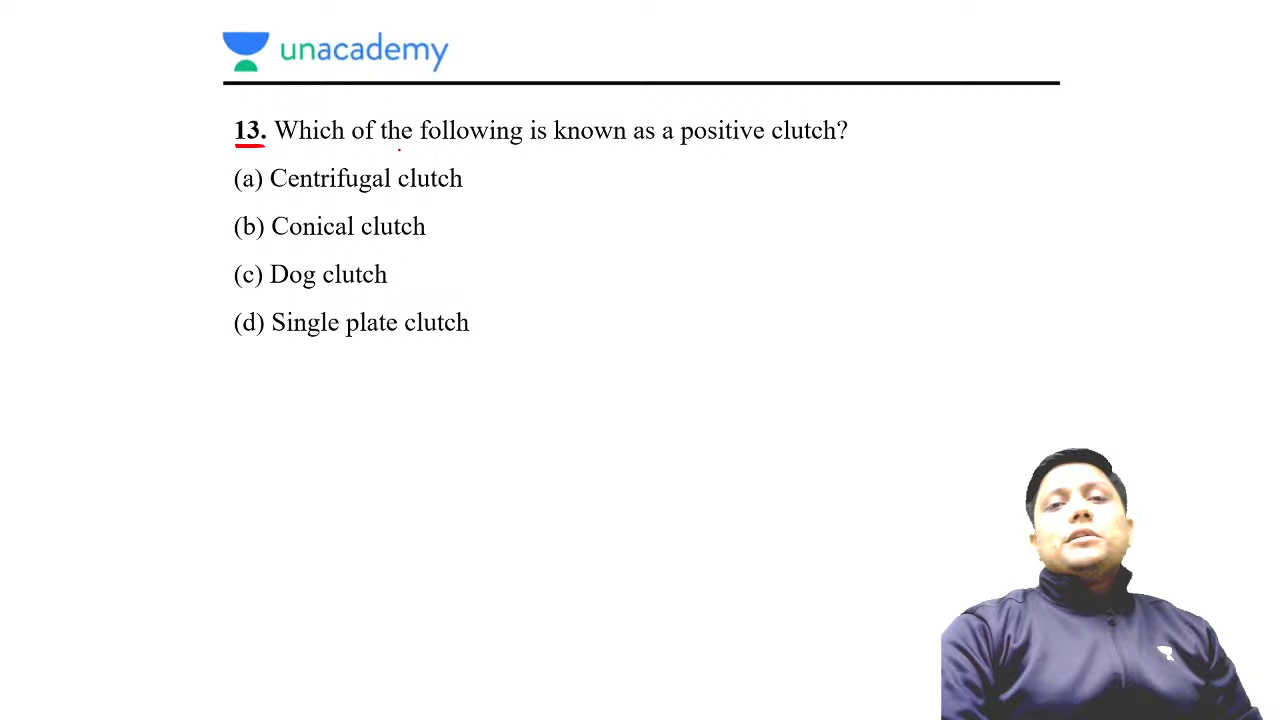 unacademy
13. Which of the following is known as a positive clutch?
(a) Centrifugal clutch
(b) Conical clutch
(c) Dog clutch
(d) Single plate clutch